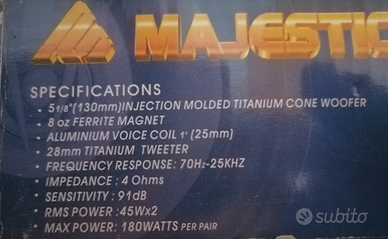 MAJESTIC
SPECIFICATIONS
• 5 1/8"(130mm)INJECTION MOLDED TITANIUM CONE WOOFER
• 8 oz FERRITE MAGNET
• ALUMINIUM VOICE COIL 1" (25mm)
• 28mm TITANIUM TWEETER
• FREQUENCY RESPONSE: 70Hz-25KHZ
• IMPEDANCE : 4 Ohms
• SENSITIVITY : 91dB
• RMS POWER :45Wx2
• MAX POWER: 180WATTS PER PAIR
subito